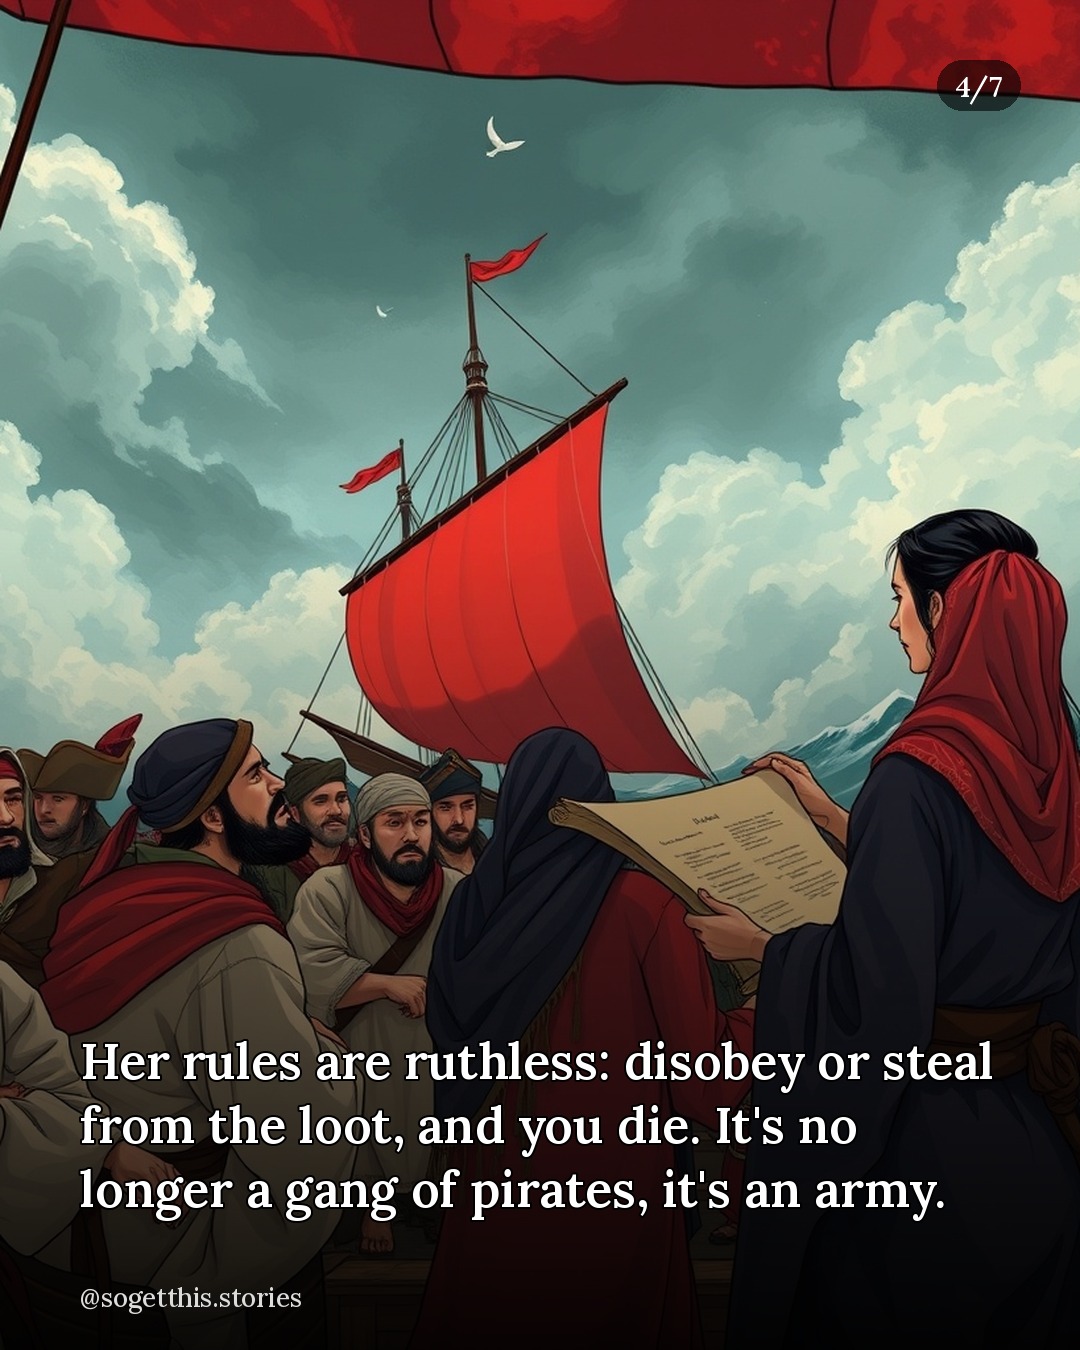 4/7
Her rules are ruthless: disobey or steal
from the loot, and you die. It's no
longer a gang of pirates, it's an army.
@sogetthis.stories